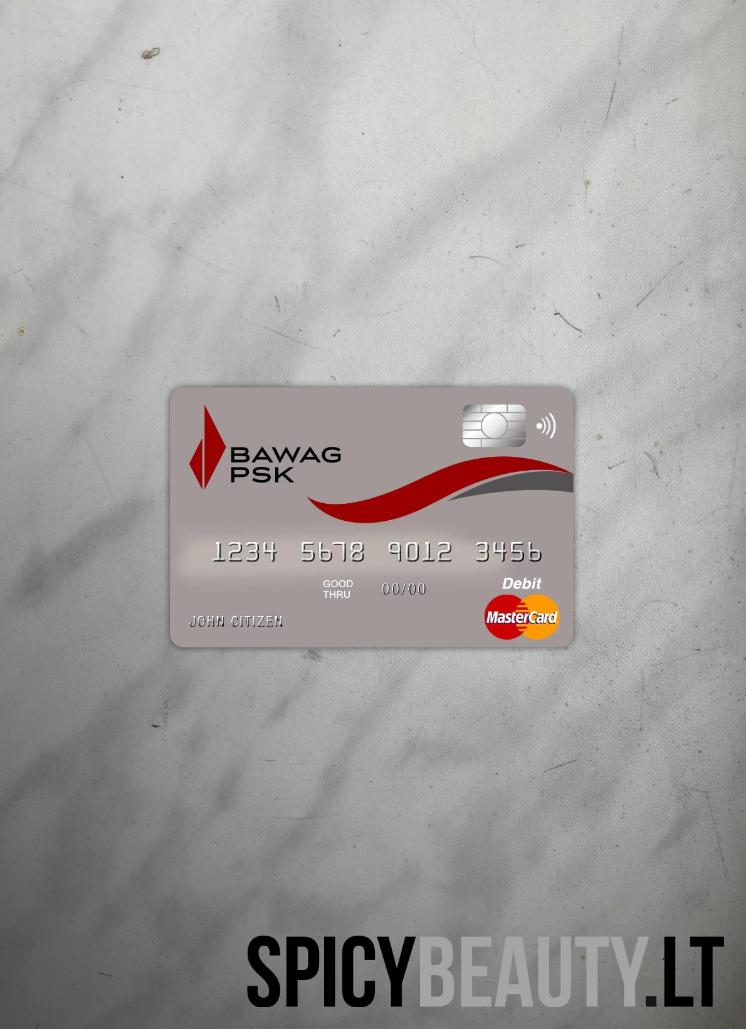 BAWAG
PSK
1234 5678 9012 3456
GOOD
THRU
00/00
Debit
MasterCard
JOHN CITIZEN
SPICYBEAUTY.LT